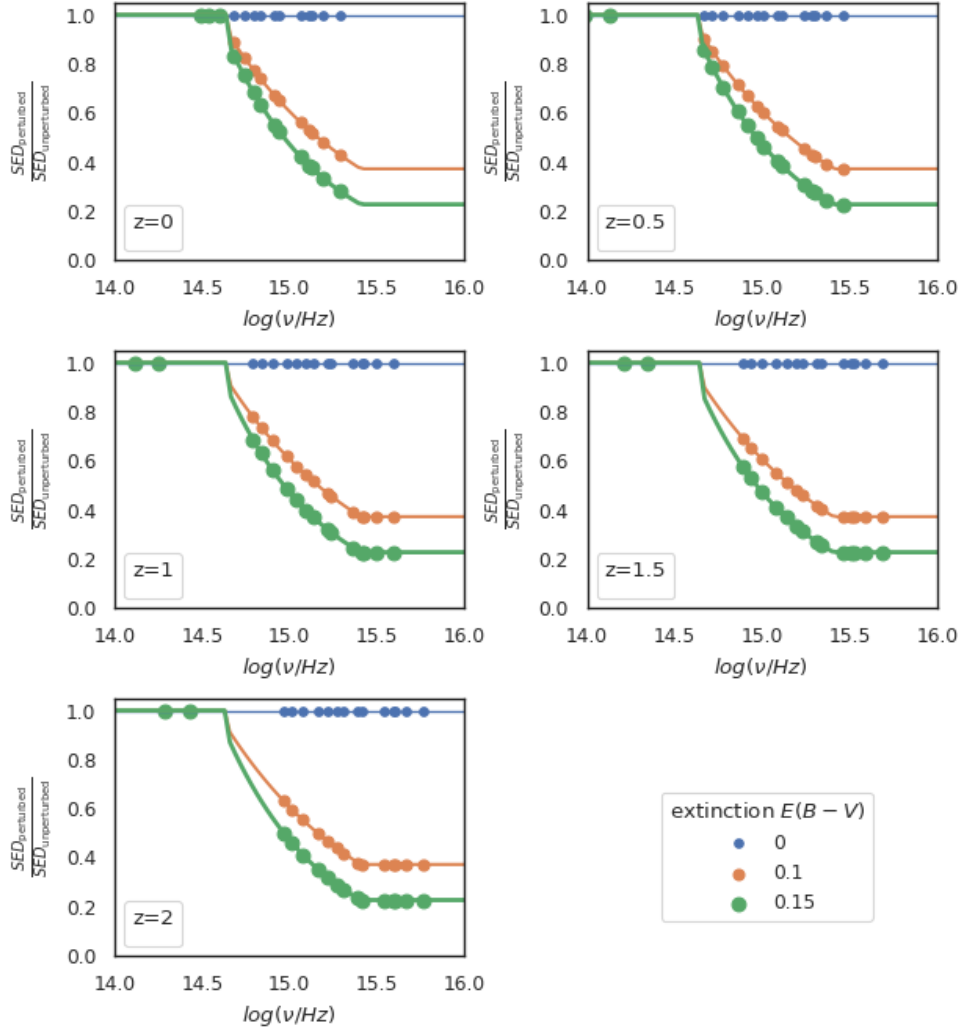 1.0
0.8
0.6
0.4
0.2
0.0
SED_perturbed
SED_unperturbed
z=0
14.0 14.5 15.0 15.5 16.0
log(ν/Hz)
1.0
0.8
0.6
0.4
0.2
0.0
SED_perturbed
SED_unperturbed
z=0.5
14.0 14.5 15.0 15.5 16.0
log(ν/Hz)
1.0
0.8
0.6
0.4
0.2
0.0
SED_perturbed
SED_unperturbed
z=1
14.0 14.5 15.0 15.5 16.0
log(ν/Hz)
1.0
0.8
0.6
0.4
0.2
0.0
SED_perturbed
SED_unperturbed
z=1.5
14.0 14.5 15.0 15.5 16.0
log(ν/Hz)
1.0
0.8
0.6
0.4
0.2
0.0
SED_perturbed
SED_unperturbed
z=2
14.0 14.5 15.0 15.5 16.0
log(ν/Hz)
extinction E(B − V)
0
0.1
0.15